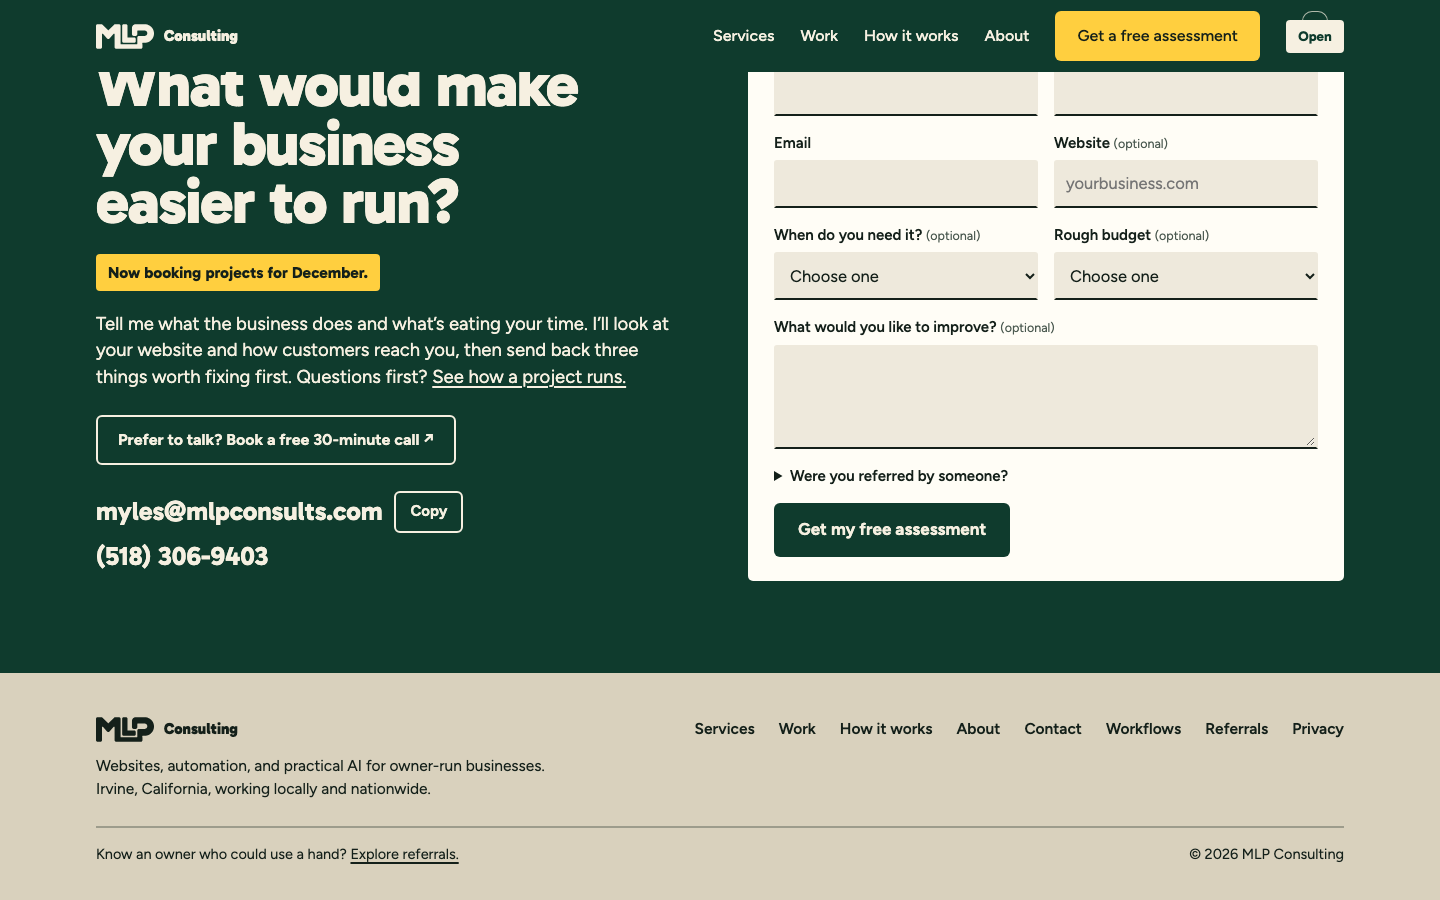 MLP Consulting
Services
Work
How it works
About
Get a free assessment
Open
What would make
your business
easier to run?
Now booking projects for December.
Tell me what the business does and what’s eating your time. I’ll look at
your website and how customers reach you, then send back three
things worth fixing first. Questions first? See how a project runs.
Prefer to talk? Book a free 30-minute call ↗
myles@mlpconsults.com
Copy
(518) 306-9403
Email
Website (optional)
yourbusiness.com
When do you need it? (optional)
Rough budget (optional)
Choose one
Choose one
What would you like to improve? (optional)
▶ Were you referred by someone?
Get my free assessment
MLP Consulting
Services
Work
How it works
About
Contact
Workflows
Referrals
Privacy
Websites, automation, and practical AI for owner-run businesses.
Irvine, California, working locally and nationwide.
Know an owner who could use a hand? Explore referrals.
© 2026 MLP Consulting